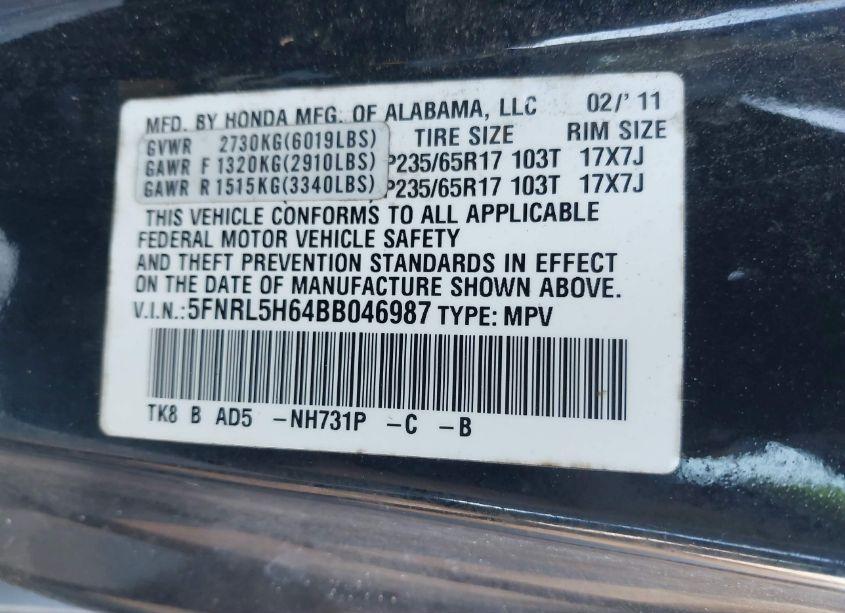 MFD. BY HONDA MFG. OF ALABAMA, LLC 02/'11
GVWR 2730KG(6019LBS) TIRE SIZE RIM SIZE
GAWR F 1320KG(2910LBS) P235/65R17 103T 17X7J
GAWR R 1515KG(3340LBS) P235/65R17 103T 17X7J
THIS VEHICLE CONFORMS TO ALL APPLICABLE
FEDERAL MOTOR VEHICLE SAFETY
AND THEFT PREVENTION STANDARDS IN EFFECT
ON THE DATE OF MANUFACTURE SHOWN ABOVE.
V.I.N.:5FNRL5H64BB046987 TYPE: MPV
TK8 B AD5 -NH731P -C -B